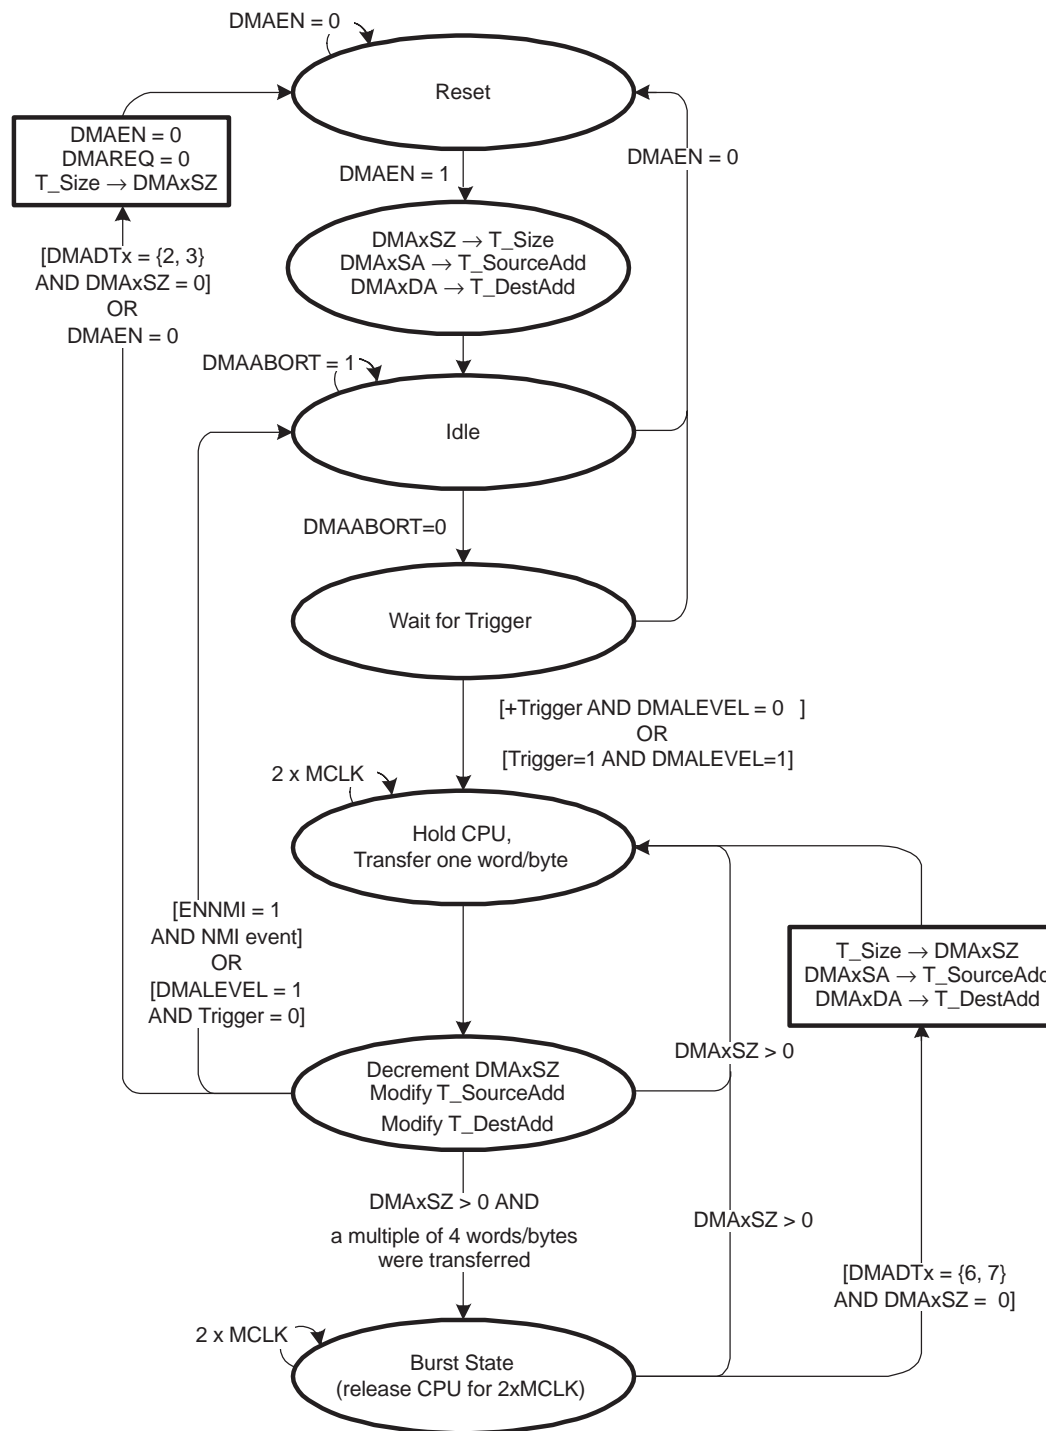 DMAEN = 0
Reset
DMAEN = 0
DMAREQ = 0
T_Size → DMAxSZ
DMAEN = 0
DMAEN = 1
DMAxSZ → T_Size
DMAxSA → T_SourceAdd
DMAxDA → T_DestAdd
[DMADTx = {2, 3}
AND DMAxSZ = 0]
OR
DMAEN = 0
DMAABORT = 1
Idle
DMAABORT=0
Wait for Trigger
[+Trigger AND DMALEVEL = 0 ]
OR
[Trigger=1 AND DMALEVEL=1]
2 x MCLK
Hold CPU,
Transfer one word/byte
[ENNMI = 1
AND NMI event]
OR
[DMALEVEL = 1
AND Trigger = 0]
T_Size → DMAxSZ
DMAxSA → T_SourceAdd
DMAxDA → T_DestAdd
DMAxSZ > 0
Decrement DMAxSZ
Modify T_SourceAdd
Modify T_DestAdd
DMAxSZ > 0 AND
a multiple of 4 words/bytes
were transferred
DMAxSZ > 0
[DMADTx = {6, 7}
AND DMAxSZ = 0]
2 x MCLK
Burst State
(release CPU for 2xMCLK)